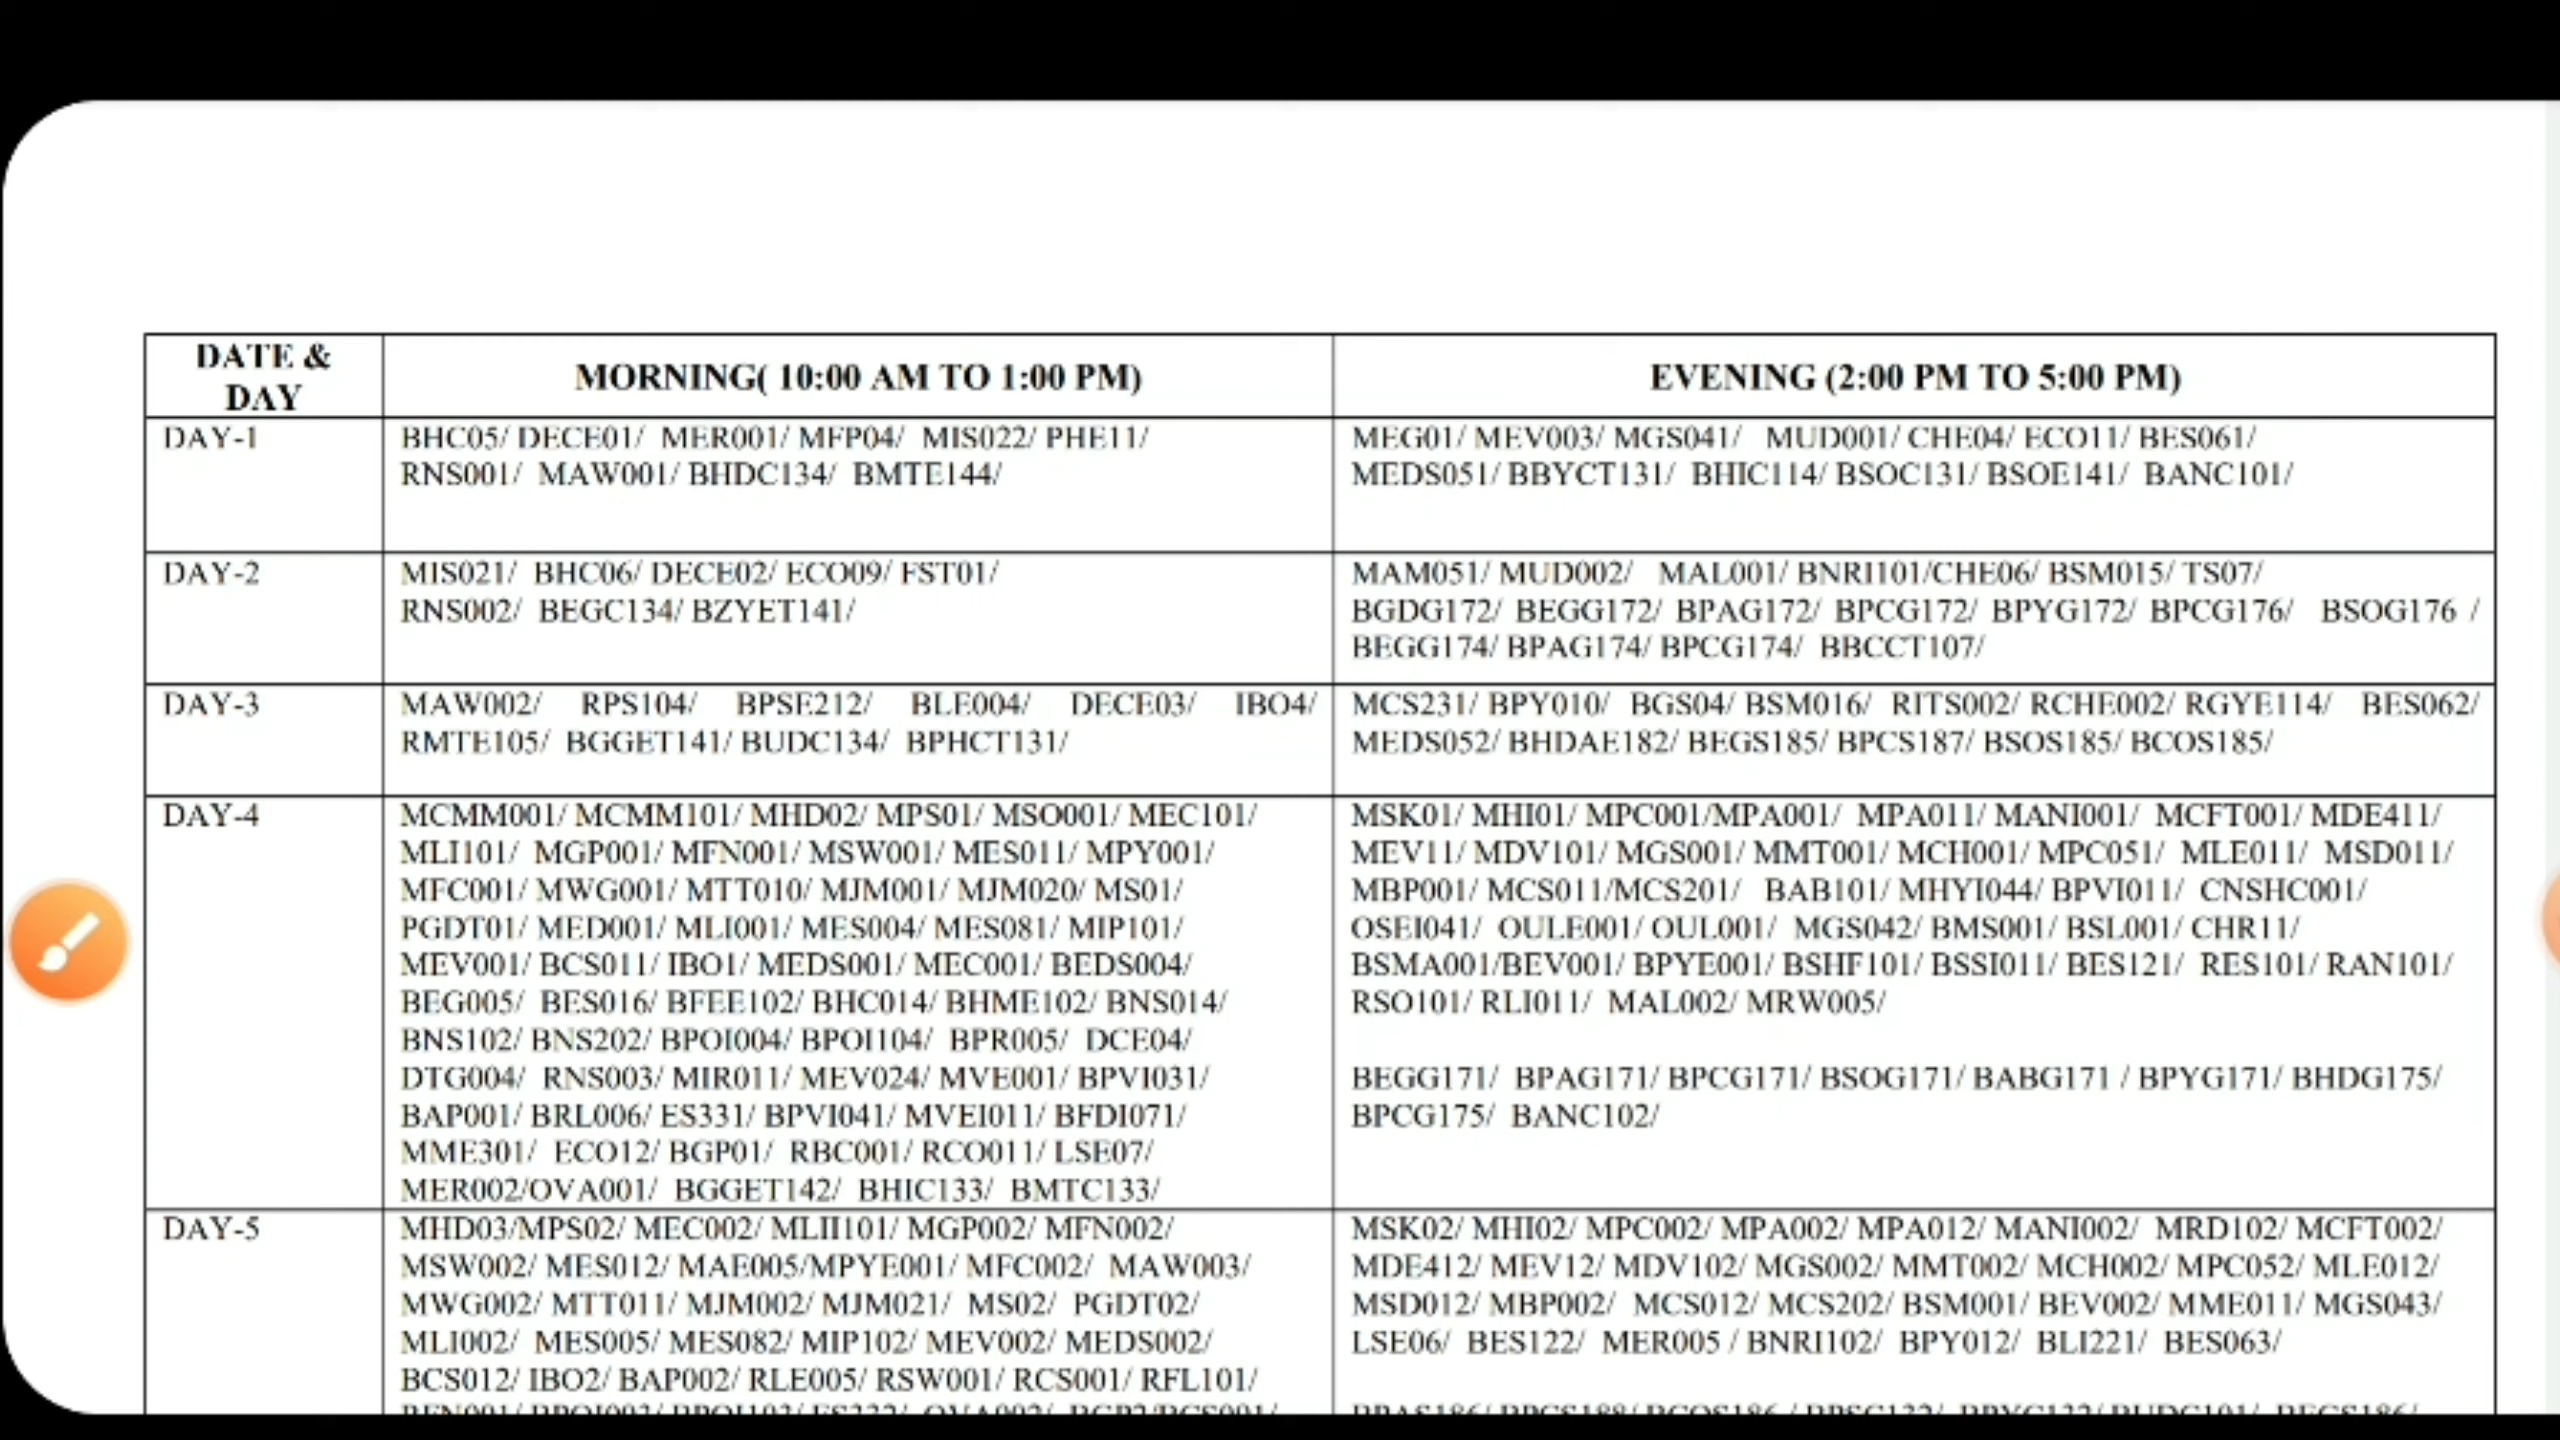 DATE & DAY
MORNING( 10:00 AM TO 1:00 PM)
EVENING (2:00 PM TO 5:00 PM)
DAY-1
BHC05/ DECE01/ MER001/ MFP04/ MIS022/ PHE11/
RNS001/ MAW001/ BHDC134/ BMTE144/
MEG01/ MEV003/ MGS041/ MUD001/ CHE04/ ECO11/ BES061/
MEDS051/ BBYCT131/ BHIC114/ BSOC131/ BSOE141/ BANC101/
DAY-2
MIS021/ BHC06/ DECE02/ ECO09/ FST01/
RNS002/ BEGC134/ BZYET141/
MAM051/ MUD002/ MAL001/ BNRI101/CHE06/ BSM015/ TS07/
BGDG172/ BEGG172/ BPAG172/ BPCG172/ BPYG172/ BPCG176/ BSOG176 /
BEGG174/ BPAG174/ BPCG174/ BBCCT107/
DAY-3
MAW002/ RPS104/ BPSE212/ BLE004/ DECE03/ IBO4/
RMTE105/ BGGET141/ BUDC134/ BPHCT131/
MCS231/ BPY010/ BGS04/ BSM016/ RITS002/ RCHE002/ RGYE114/ BES062/
MEDS052/ BHDAE182/ BEGS185/ BPCS187/ BSOS185/ BCOS185/
DAY-4
MCMM001/ MCMM101/ MHD02/ MPS01/ MSO001/ MEC101/
MLI101/ MGP001/ MFN001/ MSW001/ MES011/ MPY001/
MFC001/ MWG001/ MTT010/ MJM001/ MJM020/ MS01/
PGDT01/ MED001/ MLI001/ MES004/ MES081/ MIP101/
MEV001/ BCS011/ IBO1/ MEDS001/ MEC001/ BEDS004/
BEG005/ BES016/ BFEE102/ BHC014/ BHME102/ BNS014/
BNS102/ BNS202/ BPOI004/ BPOI104/ BPR005/ DCE04/
DTG004/ RNS003/ MIR011/ MEV024/ MVE001/ BPVI031/
BAP001/ BRL006/ ES331/ BPVI041/ MVEI011/ BFDI071/
MME301/ ECO12/ BGP01/ RBC001/ RCO011/ LSE07/
MER002/OVA001/ BGGET142/ BHIC133/ BMTC133/
MSK01/ MHI01/ MPC001/MPA001/ MPA011/ MANI001/ MCFT001/ MDE411/
MEV11/ MDV101/ MGS001/ MMT001/ MCH001/ MPC051/ MLE011/ MSD011/
MBP001/ MCS011/MCS201/ BAB101/ MHYI044/ BPVI011/ CNSHC001/
OSEI041/ OULE001/ OUL001/ MGS042/ BMS001/ BSL001/ CHR11/
BSMA001/BEV001/ BPYE001/ BSHF101/ BSSI011/ BES121/ RES101/ RAN101/
RSO101/ RLI011/ MAL002/ MRW005/
BEGG171/ BPAG171/ BPCG171/ BSOG171/ BABG171 / BPYG171/ BHDG175/
BPCG175/ BANC102/
DAY-5
MHD03/MPS02/ MEC002/ MLII101/ MGP002/ MFN002/
MSW002/ MES012/ MAE005/MPYE001/ MFC002/ MAW003/
MWG002/ MTT011/ MJM002/ MJM021/ MS02/ PGDT02/
MLI002/ MES005/ MES082/ MIP102/ MEV002/ MEDS002/
BCS012/ IBO2/ BAP002/ RLE005/ RSW001/ RCS001/ RFL101/
MSK02/ MHI02/ MPC002/ MPA002/ MPA012/ MANI002/ MRD102/ MCFT002/
MDE412/ MEV12/ MDV102/ MGS002/ MMT002/ MCH002/ MPC052/ MLE012/
MSD012/ MBP002/ MCS012/ MCS202/ BSM001/ BEV002/ MME011/ MGS043/
LSE06/ BES122/ MER005 / BNRI102/ BPY012/ BLI221/ BES063/